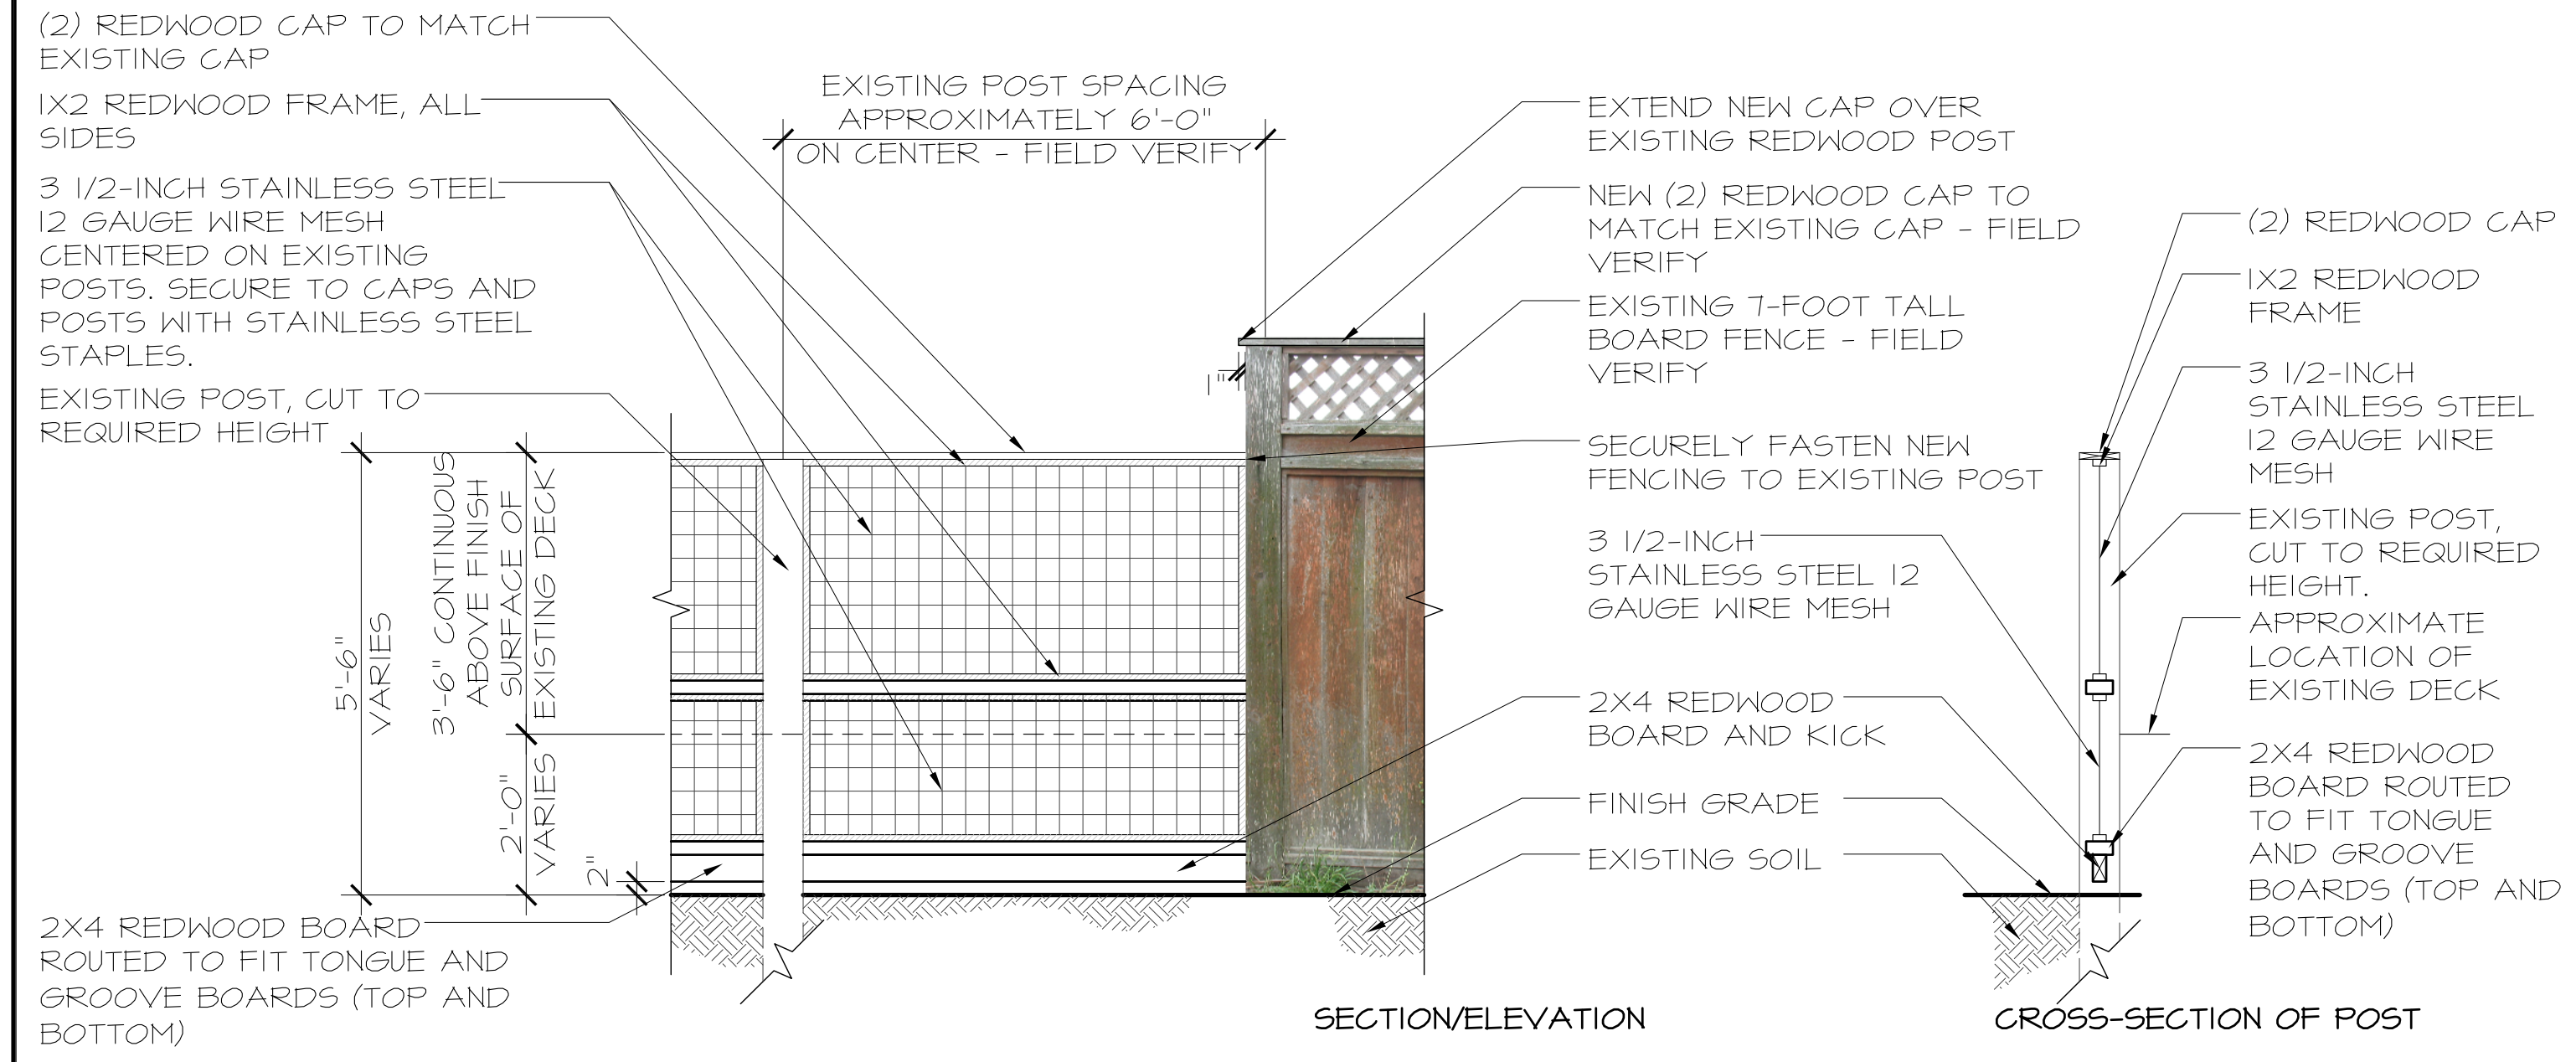 (2) REDWOOD CAP TO MATCH
EXISTING CAP
1X2 REDWOOD FRAME, ALL
SIDES
3 1/2-INCH STAINLESS STEEL
12 GAUGE WIRE MESH
CENTERED ON EXISTING
POSTS. SECURE TO CAPS AND
POSTS WITH STAINLESS STEEL
STAPLES.
EXISTING POST, CUT TO
REQUIRED HEIGHT
5'-6"
VARIES
3'-6" CONTINUOUS
ABOVE FINISH
SURFACE OF
EXISTING DECK
2'-0"
VARIES
2"
2X4 REDWOOD BOARD
ROUTED TO FIT TONGUE AND
GROOVE BOARDS (TOP AND
BOTTOM)
EXISTING POST SPACING
APPROXIMATELY 6'-0"
ON CENTER - FIELD VERIFY
1"
EXTEND NEW CAP OVER
EXISTING REDWOOD POST
NEW (2) REDWOOD CAP TO
MATCH EXISTING CAP - FIELD
VERIFY
EXISTING 7-FOOT TALL
BOARD FENCE - FIELD
VERIFY
SECURELY FASTEN NEW
FENCING TO EXISTING POST
3 1/2-INCH
STAINLESS STEEL 12
GAUGE WIRE MESH
2X4 REDWOOD
BOARD AND KICK
FINISH GRADE
EXISTING SOIL
SECTION/ELEVATION
(2) REDWOOD CAP
1X2 REDWOOD
FRAME
3 1/2-INCH
STAINLESS STEEL
12 GAUGE WIRE
MESH
EXISTING POST,
CUT TO REQUIRED
HEIGHT.
APPROXIMATE
LOCATION OF
EXISTING DECK
2X4 REDWOOD
BOARD ROUTED
TO FIT TONGUE
AND GROOVE
BOARDS (TOP AND
BOTTOM)
CROSS-SECTION OF POST